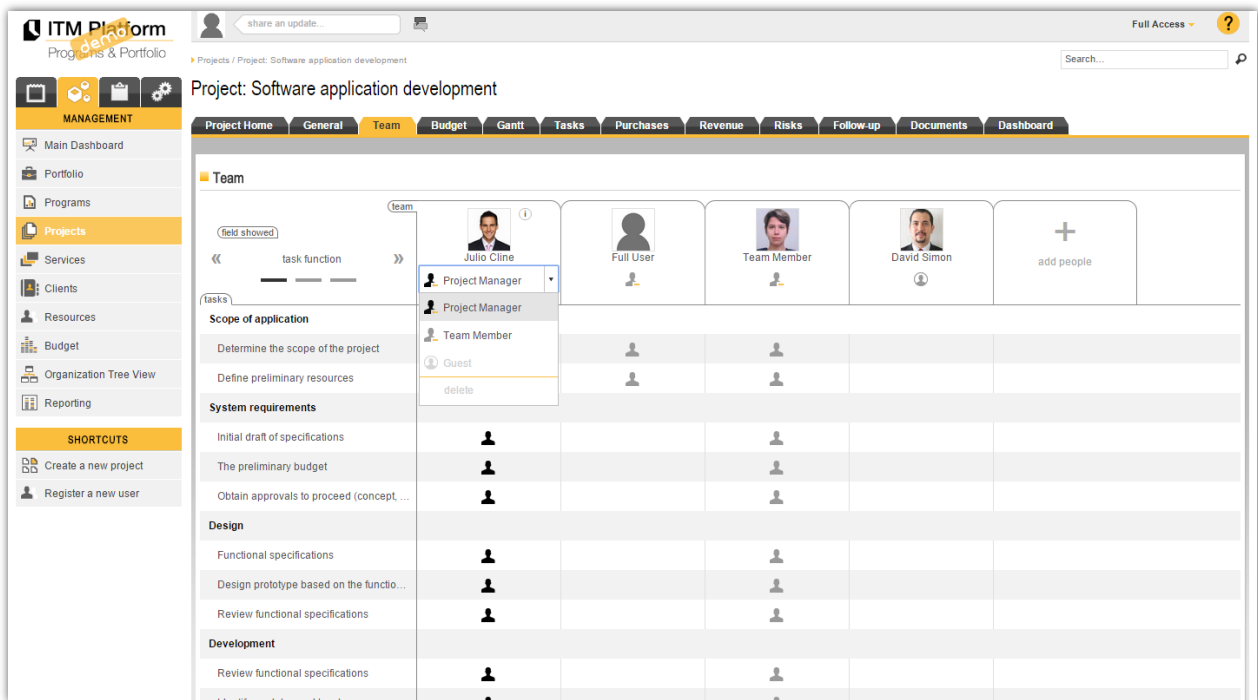 ITM Platform
demo
Programs & Portfolio
share an update...
Full Access
?
Projects / Project: Software application development
Search...
Project: Software application development
MANAGEMENT
Main Dashboard
Portfolio
Programs
Projects
Services
Clients
Resources
Budget
Organization Tree View
Reporting
SHORTCUTS
Create a new project
Register a new user
Project Home General Team Budget Gantt Tasks Purchases Revenue Risks Follow-up Documents Dashboard
Team
team
field showed
« task function »
tasks
i
Julio Cline
Full User
Team Member
David Simon
+
add people
Project Manager
Project Manager
Team Member
Guest
delete
Scope of application
Determine the scope of the project
Define preliminary resources
System requirements
Initial draft of specifications
The preliminary budget
Obtain approvals to proceed (concept, ...
Design
Functional specifications
Design prototype based on the functio...
Review functional specifications
Development
Review functional specifications